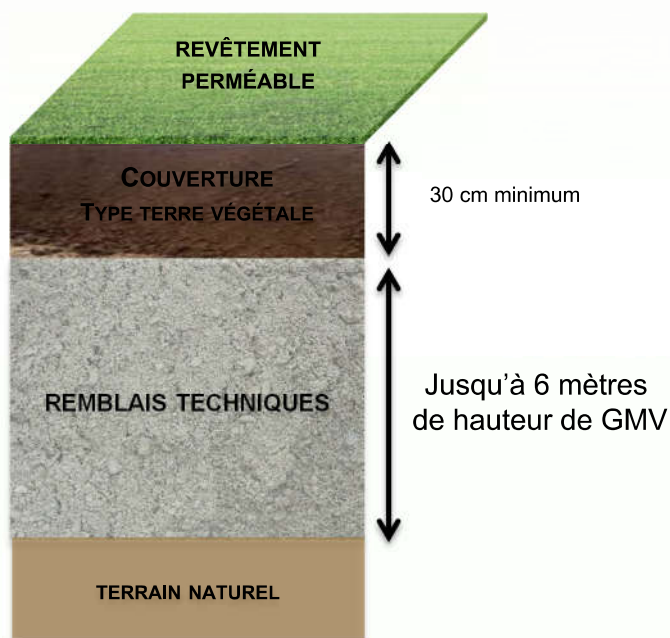 REVÊTEMENT
PERMÉABLE
COUVERTURE
TYPE TERRE VÉGÉTALE
30 cm minimum
REMBLAIS TECHNIQUES
Jusqu’à 6 mètres
de hauteur de GMV
TERRAIN NATUREL